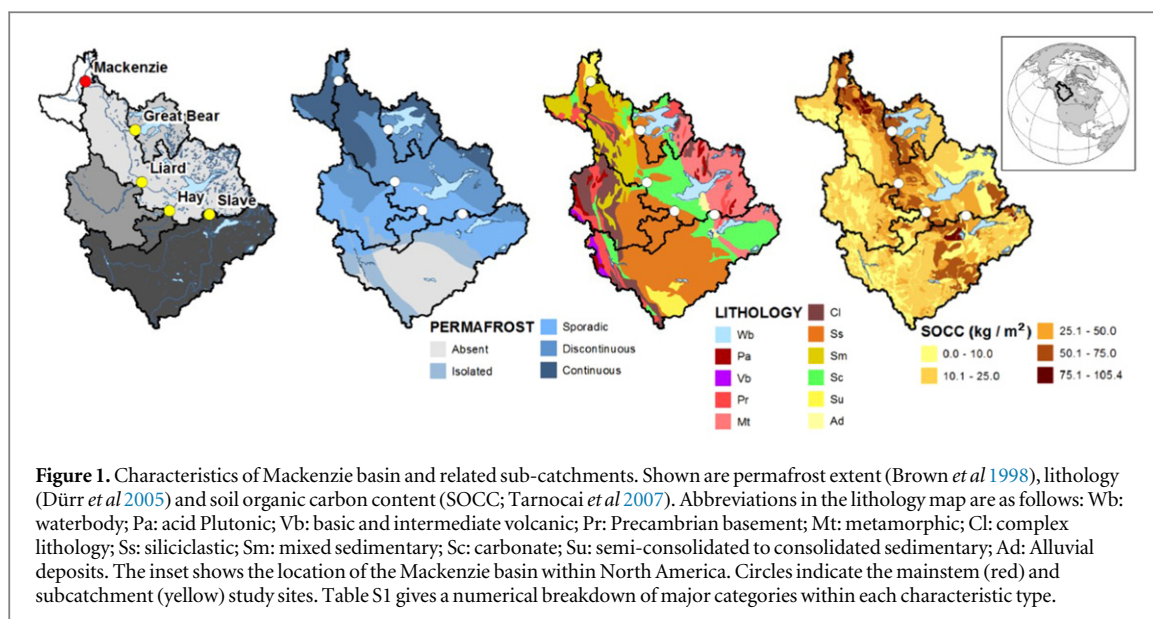 Mackenzie
Great Bear
Liard
Hay
Slave
PERMAFROST
Absent
Isolated
Sporadic
Discontinuous
Continuous
LITHOLOGY
Wb
Pa
Vb
Pr
Mt
Cl
Ss
Sm
Sc
Su
Ad
SOCC (kg / m²)
0.0 - 10.0
10.1 - 25.0
25.1 - 50.0
50.1 - 75.0
75.1 - 105.4
Figure 1. Characteristics of Mackenzie basin and related sub-catchments. Shown are permafrost extent (Brown et al 1998), lithology
(Dürr et al 2005) and soil organic carbon content (SOCC; Tarnocai et al 2007). Abbreviations in the lithology map are as follows: Wb:
waterbody; Pa: acid Plutonic; Vb: basic and intermediate volcanic; Pr: Precambrian basement; Mt: metamorphic; Cl: complex
lithology; Ss: siliciclastic; Sm: mixed sedimentary; Sc: carbonate; Su: semi-consolidated to consolidated sedimentary; Ad: Alluvial
deposits. The inset shows the location of the Mackenzie basin within North America. Circles indicate the mainstem (red) and
subcatchment (yellow) study sites. Table S1 gives a numerical breakdown of major categories within each characteristic type.